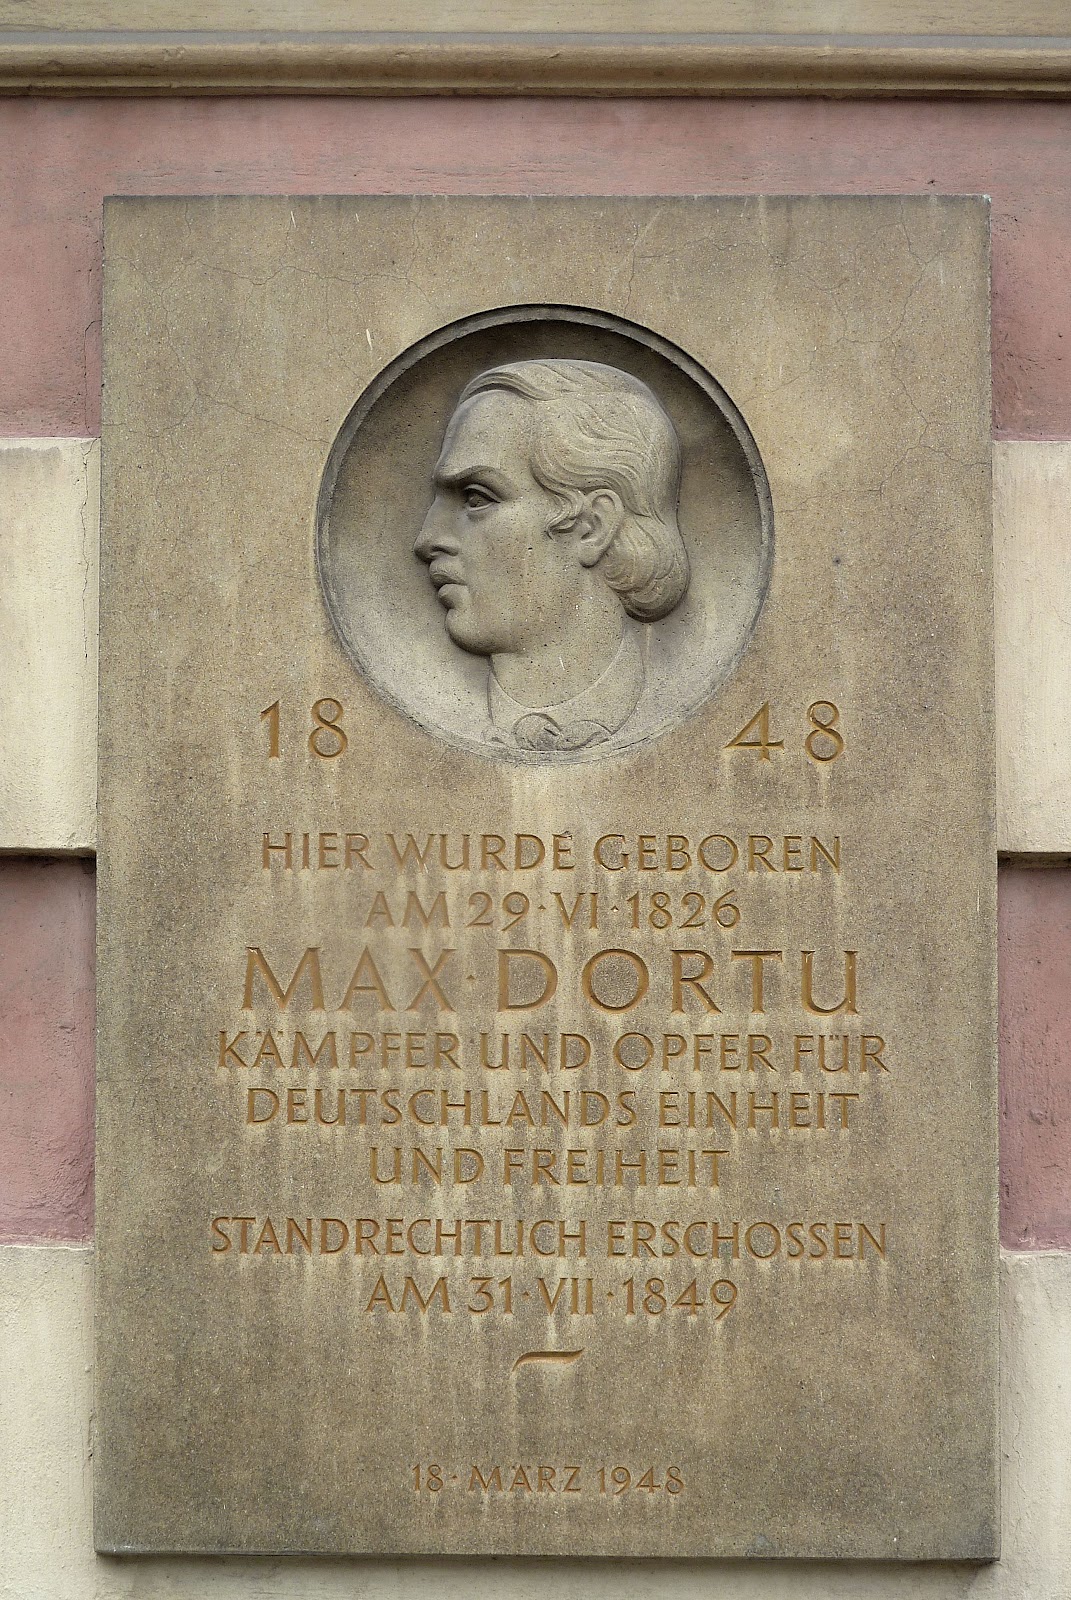 18 48
HIER WURDE GEBOREN
AM 29·VI·1826
MAX·DORTU
KÄMPFER UND OPFER FÜR
DEUTSCHLANDS EINHEIT
UND FREIHEIT
STANDRECHTLICH ERSCHOSSEN
AM 31·VII·1849
18·MÄRZ 1948